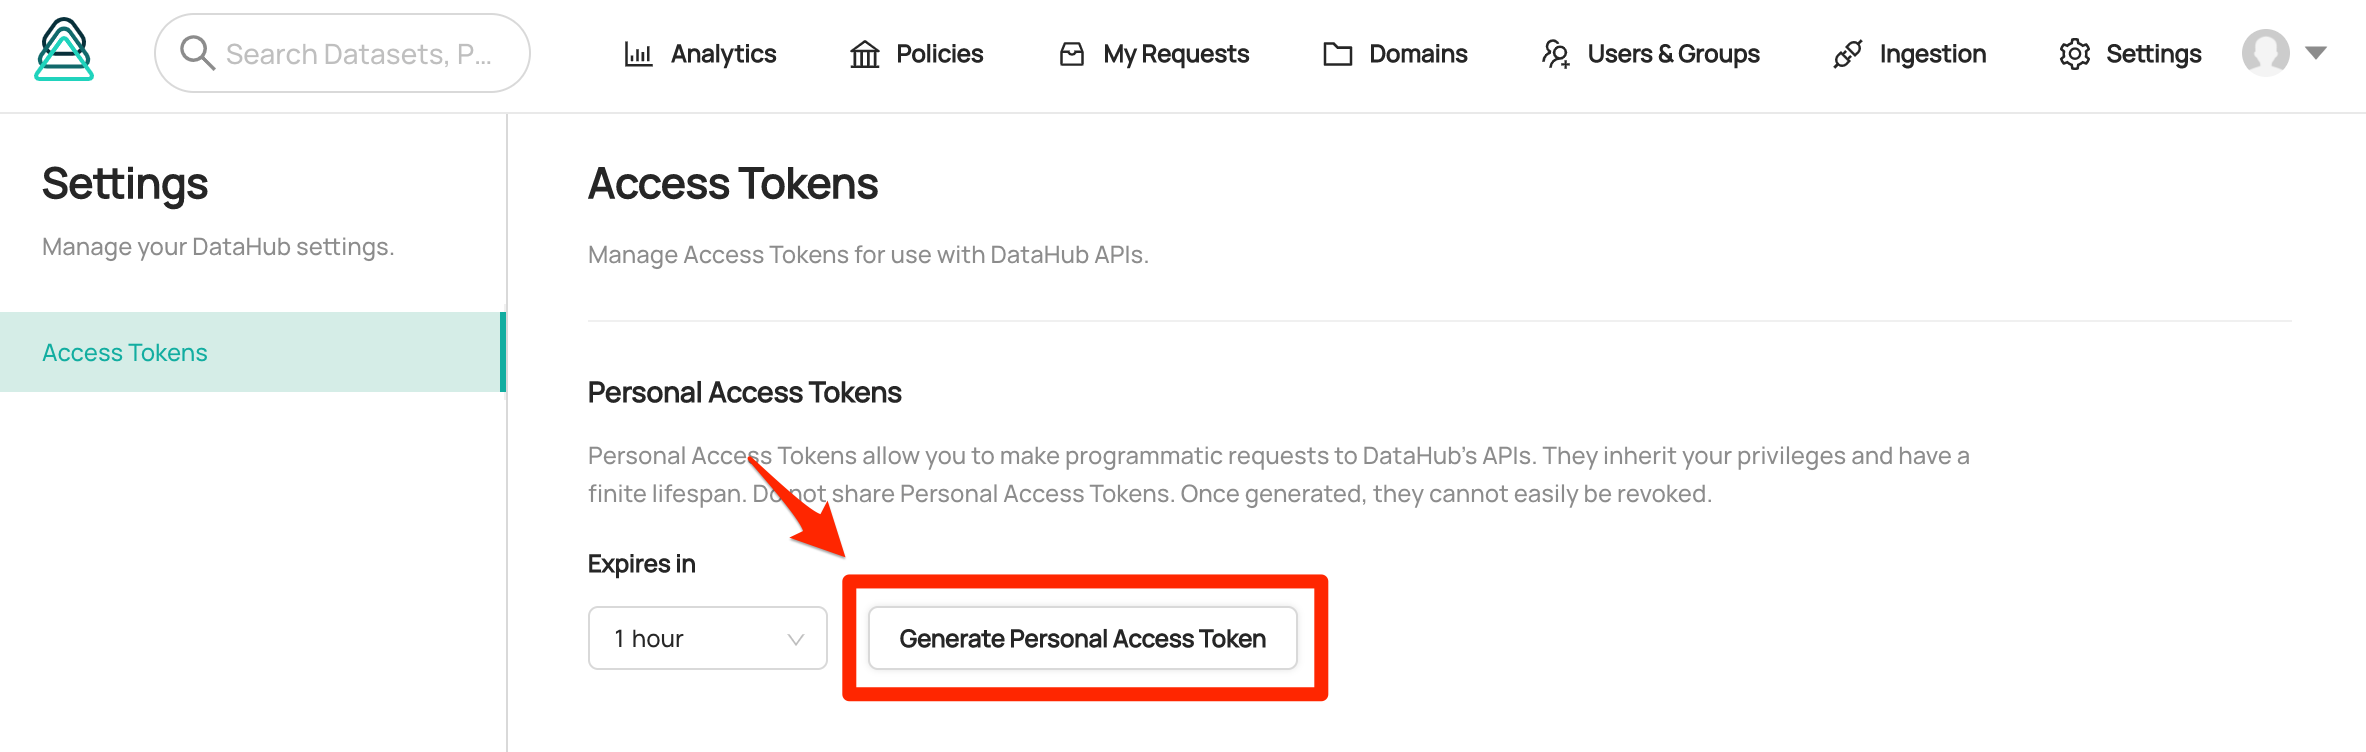 Search Datasets, P...
Analytics
Policies
My Requests
Domains
Users & Groups
Ingestion
Settings
Settings
Manage your DataHub settings.
Access Tokens
Access Tokens
Manage Access Tokens for use with DataHub APIs.
Personal Access Tokens
Personal Access Tokens allow you to make programmatic requests to DataHub's APIs. They inherit your privileges and have a
finite lifespan. Do not share Personal Access Tokens. Once generated, they cannot easily be revoked.
Expires in
1 hour
Generate Personal Access Token